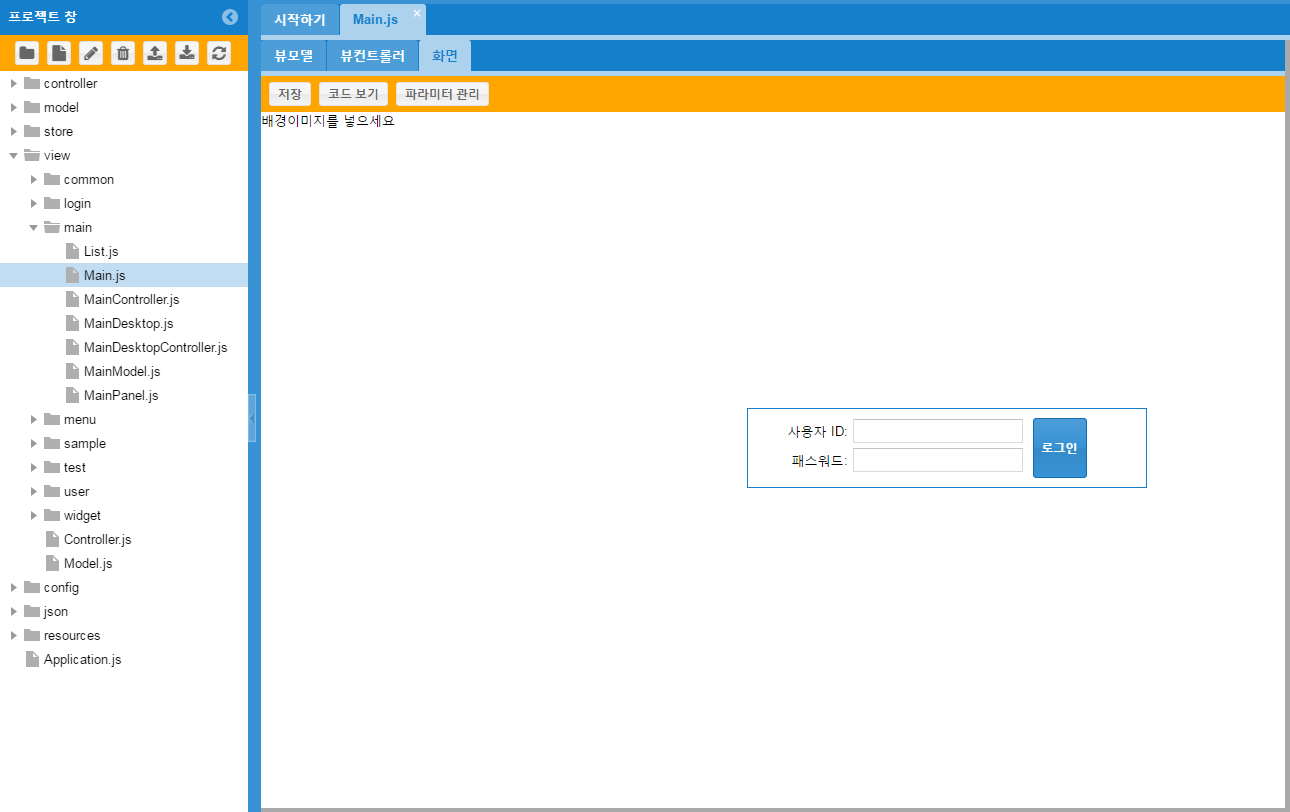 프로젝트 창
controller
model
store
view
common
login
main
List.js
Main.js
MainController.js
MainDesktop.js
MainDesktopController.js
MainModel.js
MainPanel.js
menu
sample
test
user
widget
Controller.js
Model.js
config
json
resources
Application.js
시작하기 Main.js
뷰모델 뷰컨트롤러 화면
저장 코드 보기 파라미터 관리
배경이미지를 넣으세요
사용자 ID:
패스워드:
로그인